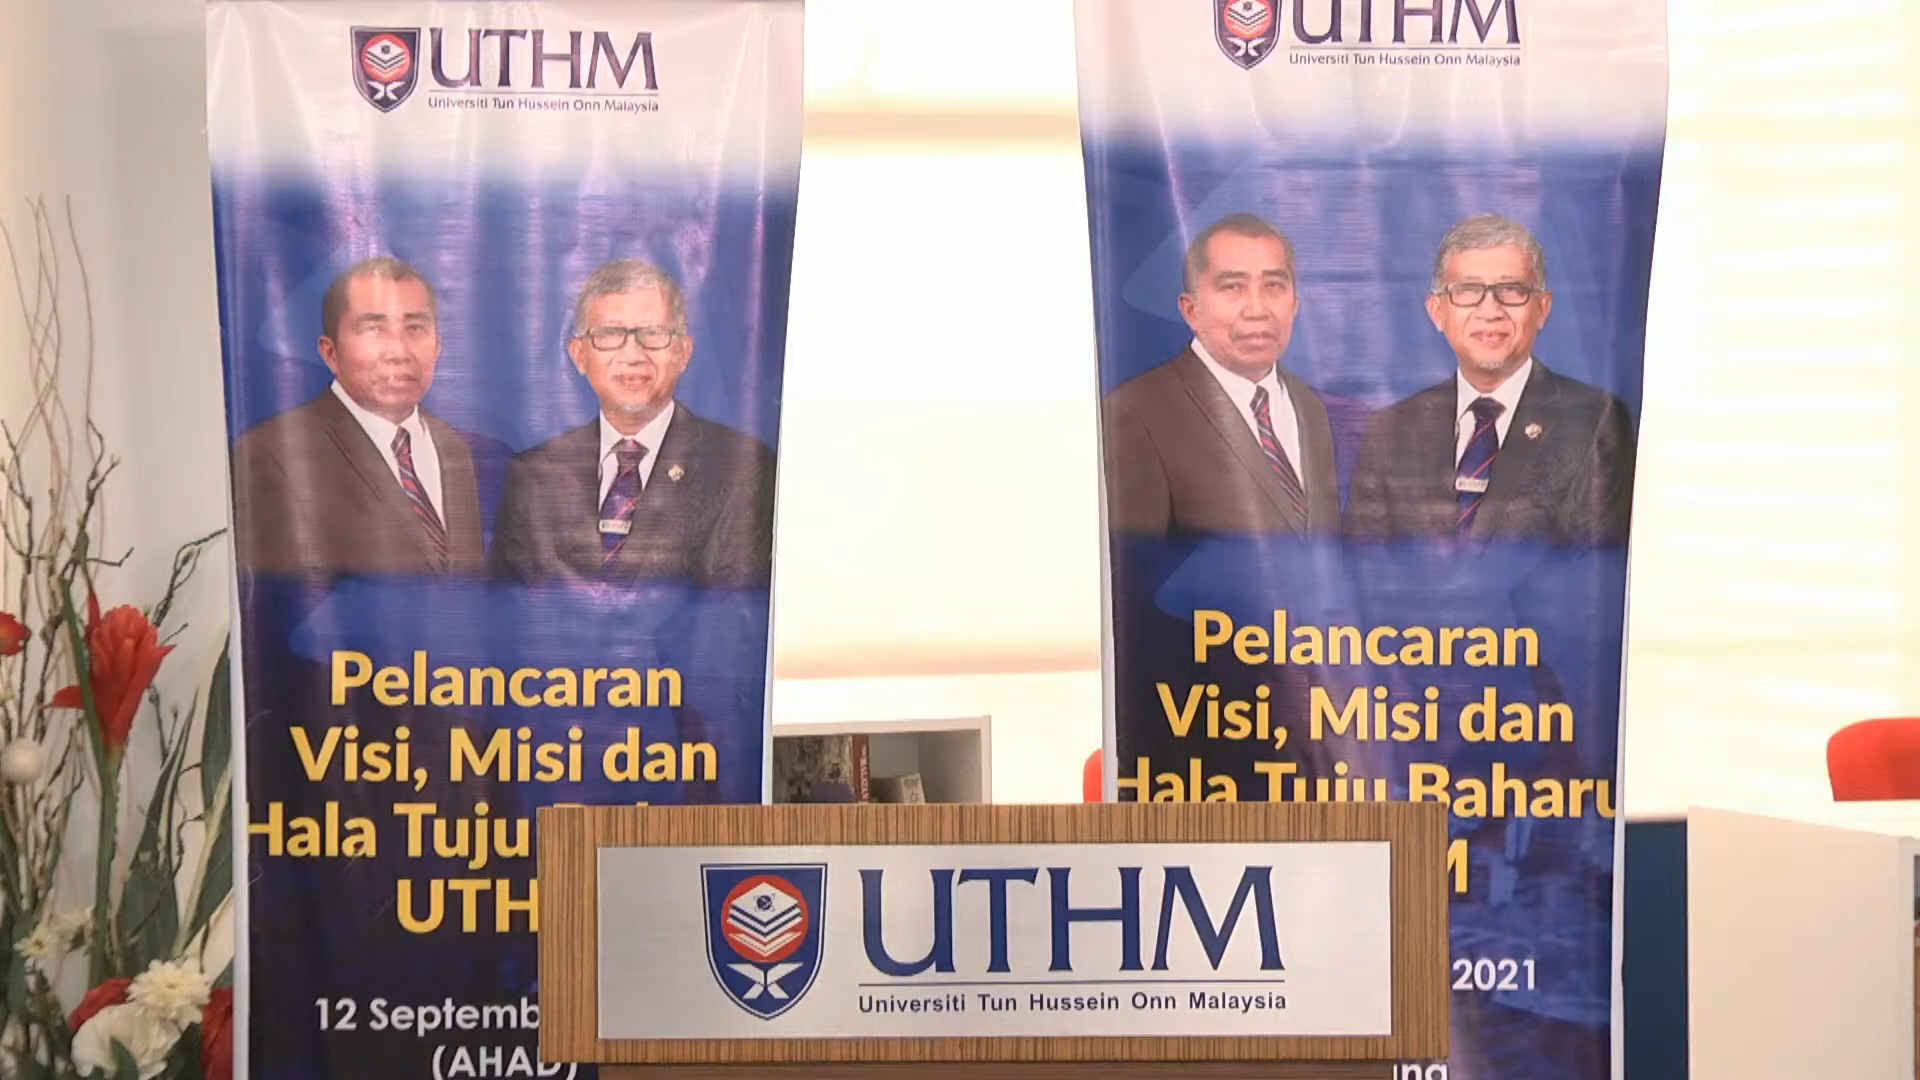 UTHM
Universiti Tun Hussein Onn Malaysia
Pelancaran
Visi, Misi dan
Hala Tuju
UTH
12 Septemb
(AHAD)
UTHM
Universiti Tun Hussein Onn Malaysia
Pelancaran
Visi, Misi dan
Hala Tuju Baharu
M
2021
ng
UTHM
Universiti Tun Hussein Onn Malaysia